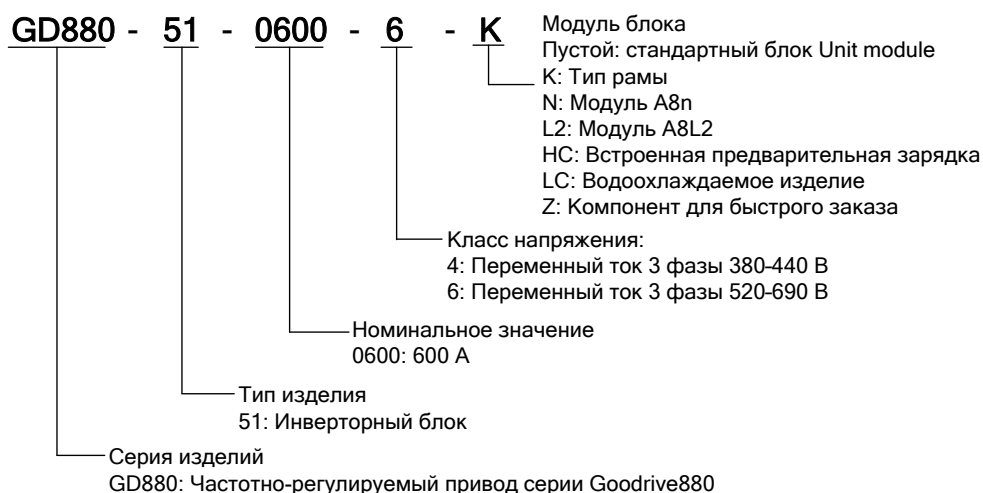 GD880 - 51 - 0600 - 6 - K
Модуль блока
Пустой: стандартный блок Unit module
K: Тип рамы
N: Модуль A8n
L2: Модуль A8L2
HC: Встроенная предварительная зарядка
LC: Водоохлаждаемое изделие
Z: Компонент для быстрого заказа
Класс напряжения:
4: Переменный ток 3 фазы 380-440 В
6: Переменный ток 3 фазы 520-690 В
Номинальное значение
0600: 600 A
Тип изделия
51: Инверторный блок
Серия изделий
GD880: Частотно-регулируемый привод серии Goodrive880